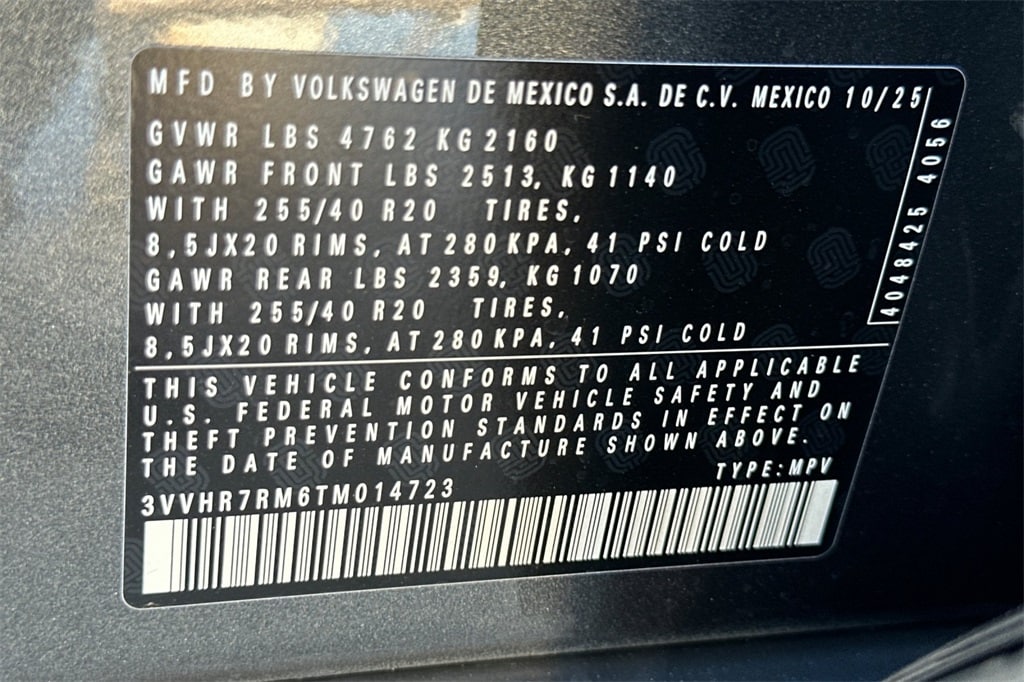 MFD BY VOLKSWAGEN DE MEXICO S.A. DE C.V. MEXICO 10/25
GVWR LBS 4762 KG 2160
GAWR FRONT LBS 2513, KG 1140
WITH 255/40 R20 TIRES,
8,5JX20 RIMS, AT 280 KPA, 41 PSI COLD
GAWR REAR LBS 2359, KG 1070
WITH 255/40 R20 TIRES,
8,5JX20 RIMS, AT 280 KPA, 41 PSI COLD
4048425 4056
THIS VEHICLE CONFORMS TO ALL APPLICABLE
U.S. FEDERAL MOTOR VEHICLE SAFETY AND
THEFT PREVENTION STANDARDS IN EFFECT ON
THE DATE OF MANUFACTURE SHOWN ABOVE.
TYPE: MPV
3VVHR7RM6TM014723